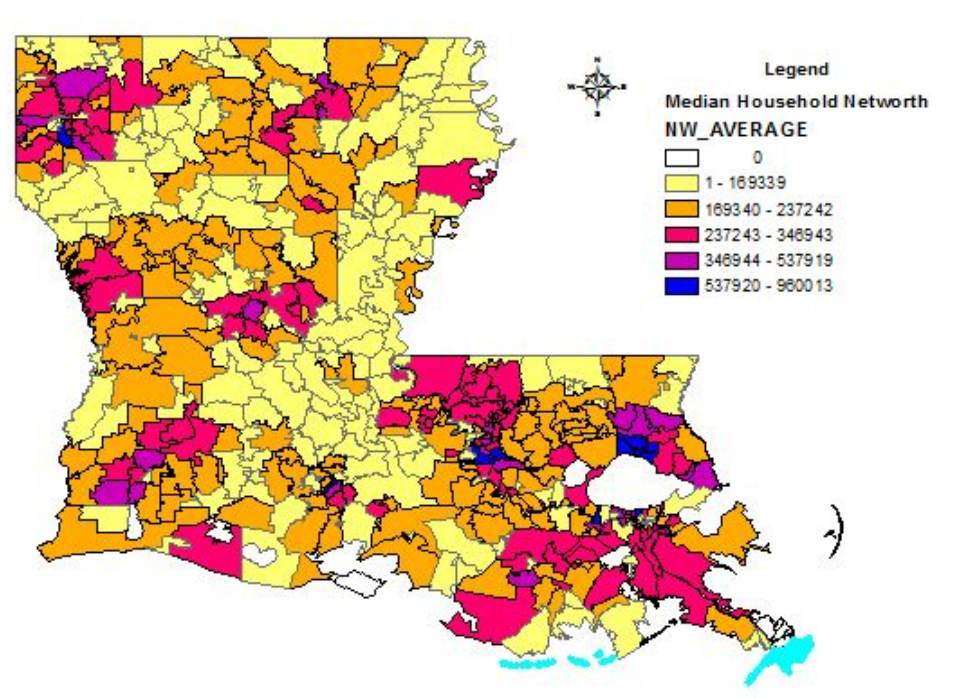 N
W
E
S
Legend
Median Household Networth
NW_AVERAGE
0
1 - 169339
169340 - 237242
237243 - 346943
346944 - 537919
537920 - 960013